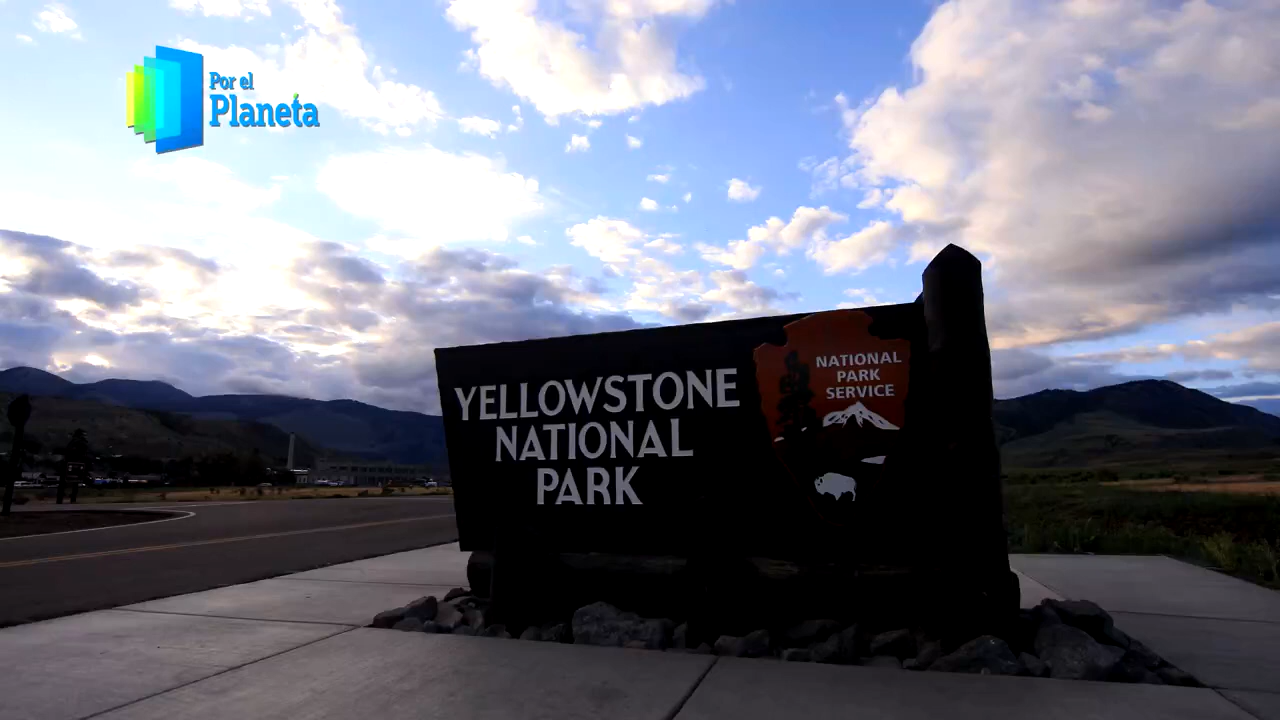 Por el
Planeta
YELLOWSTONE
NATIONAL
PARK
NATIONAL
PARK
SERVICE